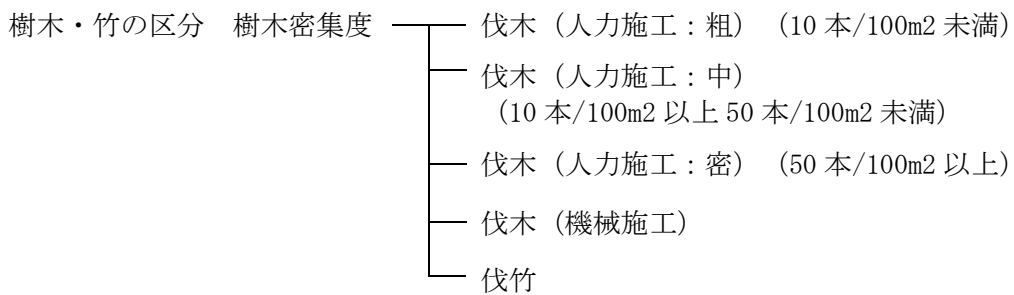 樹木・竹の区分　樹木密集度　伐木（人力施工：粗）（10 本/100m2 未満）
伐木（人力施工：中）
（10 本/100m2 以上 50 本/100m2 未満）
伐木（人力施工：密）（50 本/100m2 以上）
伐木（機械施工）
伐竹